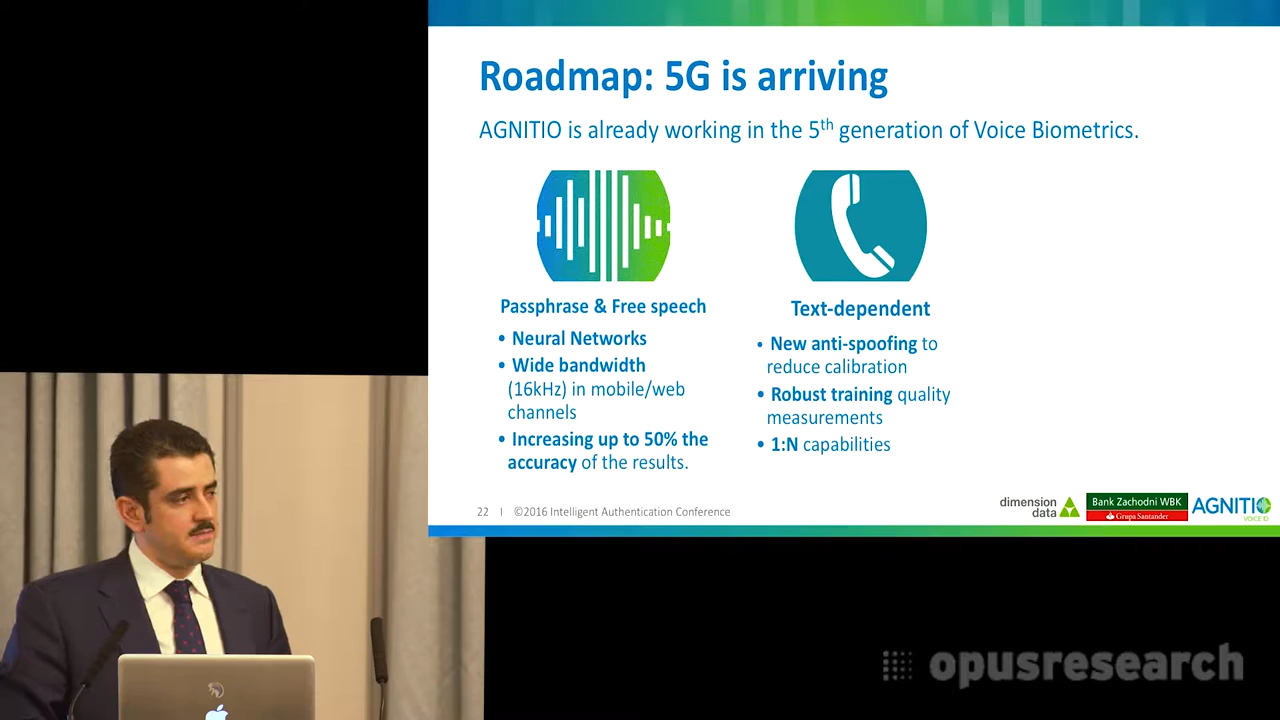 Roadmap: 5G is arriving
AGNITIO is already working in the 5th generation of Voice Biometrics.
Passphrase & Free speech
• Neural Networks
• Wide bandwidth
(16kHz) in mobile/web
channels
• Increasing up to 50% the
accuracy of the results.
Text-dependent
• New anti-spoofing to
reduce calibration
• Robust training quality
measurements
• 1:N capabilities
22 | ©2016 Intelligent Authentication Conference
dimension
data
Bank Zachodni WBK
Grupa Santander
AGNITIO
VOICE ID
opusresearch